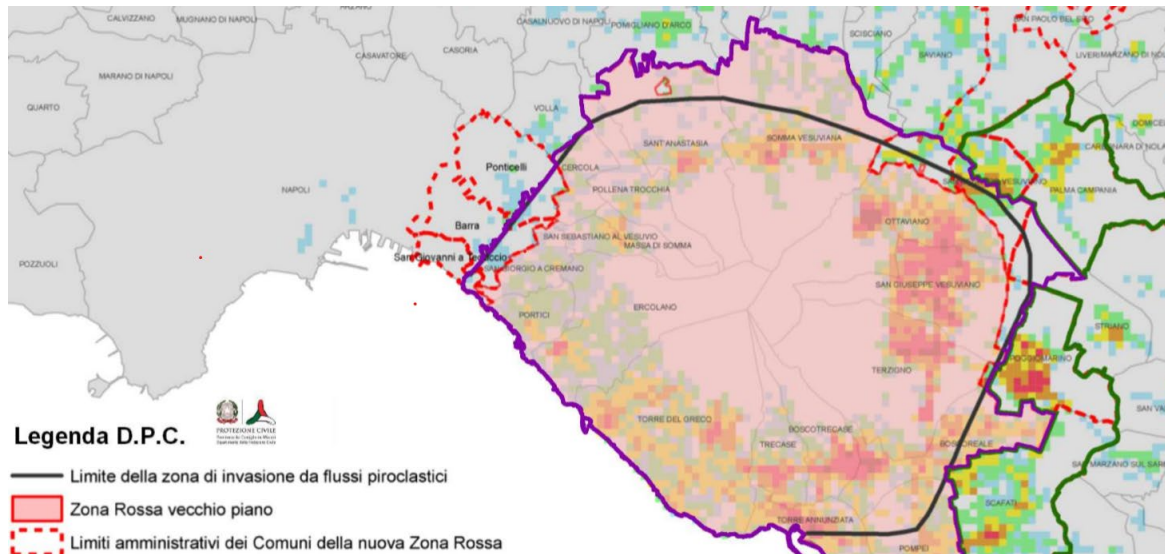 CALVIZZANO
MUGNANO DI NAPOLI
CASALNUOVO DI NAPOLI
POMIGLIANO D'ARCO
SCISCIANO
SAVIANO
SAN PAOLO BEL SITO
LIVERI
MARZANO DI NOLA
CASORIA
CASAVATORE
MARANO DI NAPOLI
QUARTO
VOLLA
DOMICEL
CARBONARA DI NOLA
SANT'ANASTASIA
SOMMA VESUVIANA
Ponticelli
CERCOLA
POLLENA TROCCHIA
PALMA CAMPANIA
NAPOLI
OTTAVIANO
Barra
SAN SEBASTIANO AL VESUVIO
MASSA DI SOMMA
San Giovanni a Teduccio
SAN GIORGIO A CREMANO
POZZUOLI
SAN GIUSEPPE VESUVIANO
ERCOLANO
PORTICI
STRIANO
POGGIOMARINO
TERZIGNO
SAN VA
TORRE DEL GRECO
BOSCOTRECASE
TRECASE
BOSCOREALE
SAN MARZANO SUL SAR
SCAFATI
TORRE ANNUNZIATA
POMPEI
PROTEZIONE CIVILE
Legenda D.P.C.
Limite della zona di invasione da flussi piroclastici
Zona Rossa vecchio piano
Limiti amministrativi dei Comuni della nuova Zona Rossa